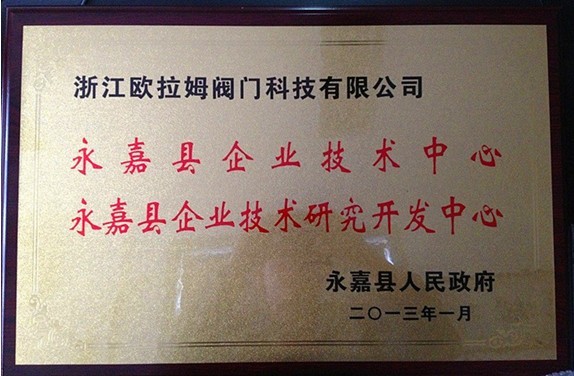 浙江欧拉姆阀门科技有限公司
永嘉县企业技术中心
永嘉县企业技术研究开发中心
永嘉县人民政府
二〇一三年一月